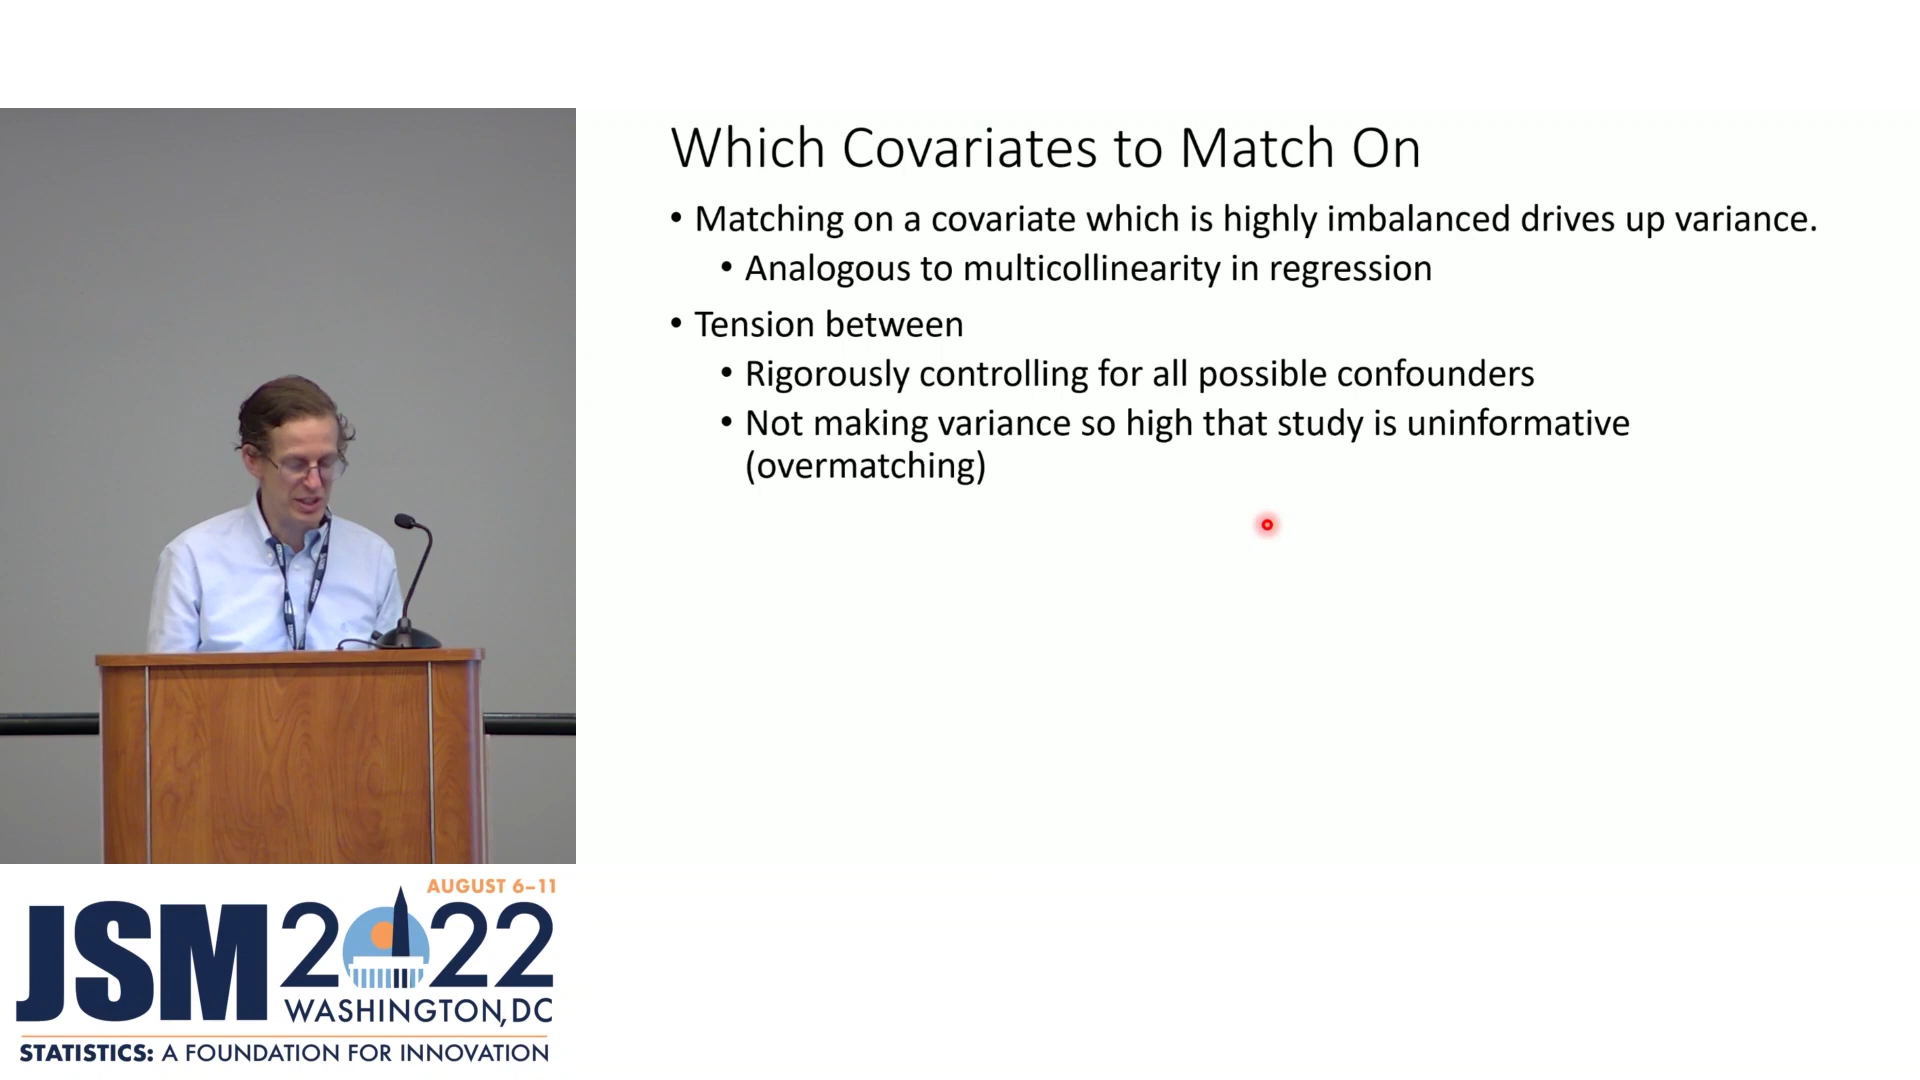 Which Covariates to Match On
• Matching on a covariate which is highly imbalanced drives up variance.
• Analogous to multicollinearity in regression
• Tension between
• Rigorously controlling for all possible confounders
• Not making variance so high that study is uninformative
(overmatching)
AUGUST 6–11
JSM 2022
WASHINGTON, DC
STATISTICS: A FOUNDATION FOR INNOVATION